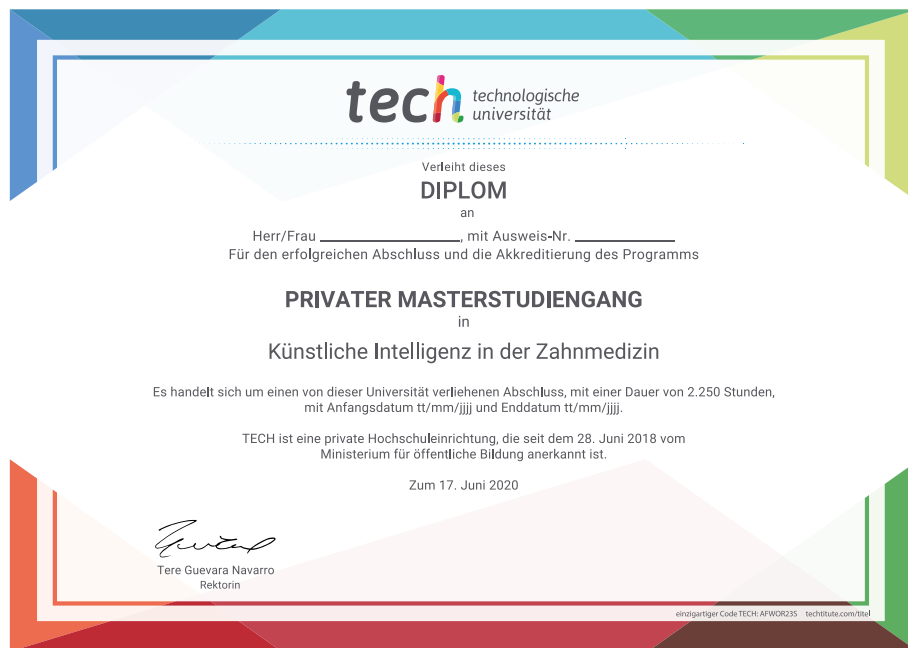 tech technologische
universität
Verleiht dieses
DIPLOM
an
Herr/Frau ____________________, mit Ausweis-Nr. ______________
Für den erfolgreichen Abschluss und die Akkreditierung des Programms
PRIVATER MASTERSTUDIENGANG
in
Künstliche Intelligenz in der Zahnmedizin
Es handelt sich um einen von dieser Universität verliehenen Abschluss, mit einer Dauer von 2.250 Stunden,
mit Anfangsdatum tt/mm/jjjj und Enddatum tt/mm/jjjj.
TECH ist eine private Hochschuleinrichtung, die seit dem 28. Juni 2018 vom
Ministerium für öffentliche Bildung anerkannt ist.
Zum 17. Juni 2020
Tere Guevara Navarro
Rektorin
einzigartiger Code TECH: AFWOR23S techtitute.com/titel